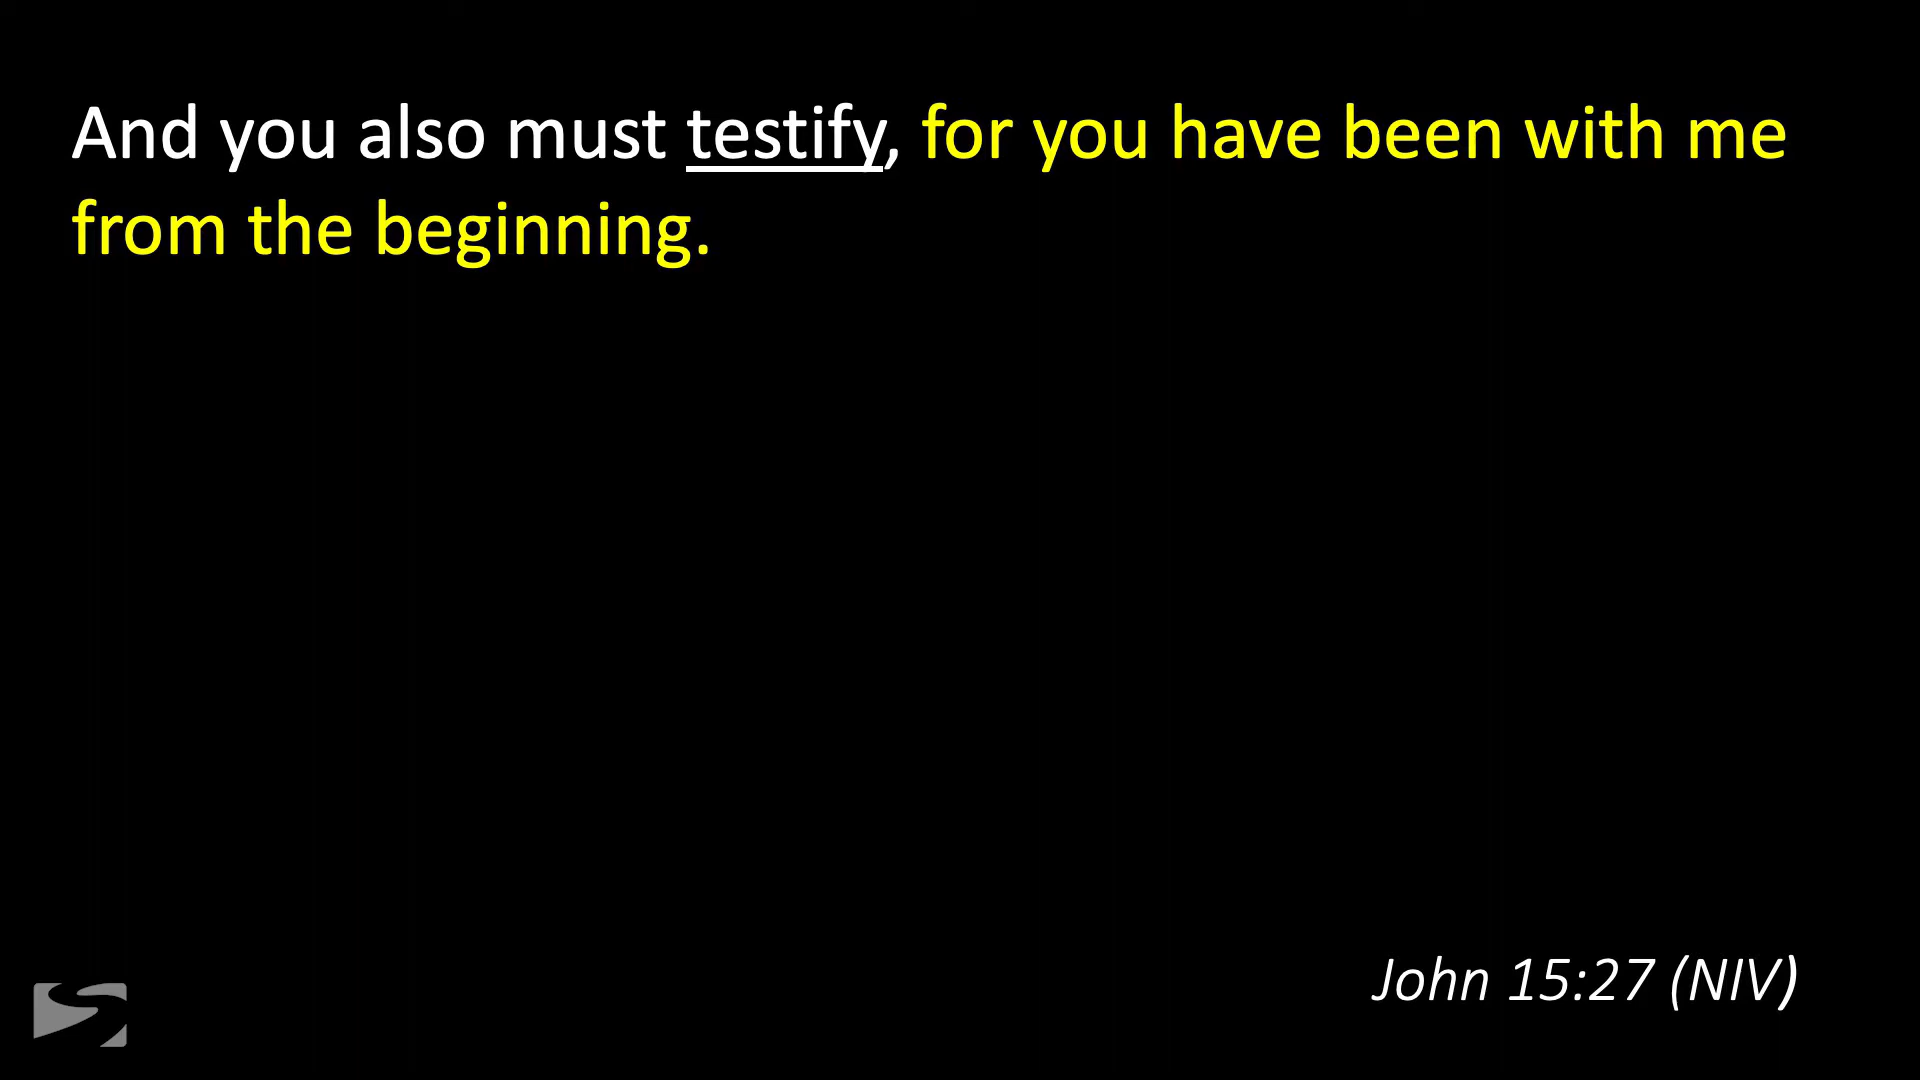 And you also must testify, for you have been with me
from the beginning.
John 15:27 (NIV)